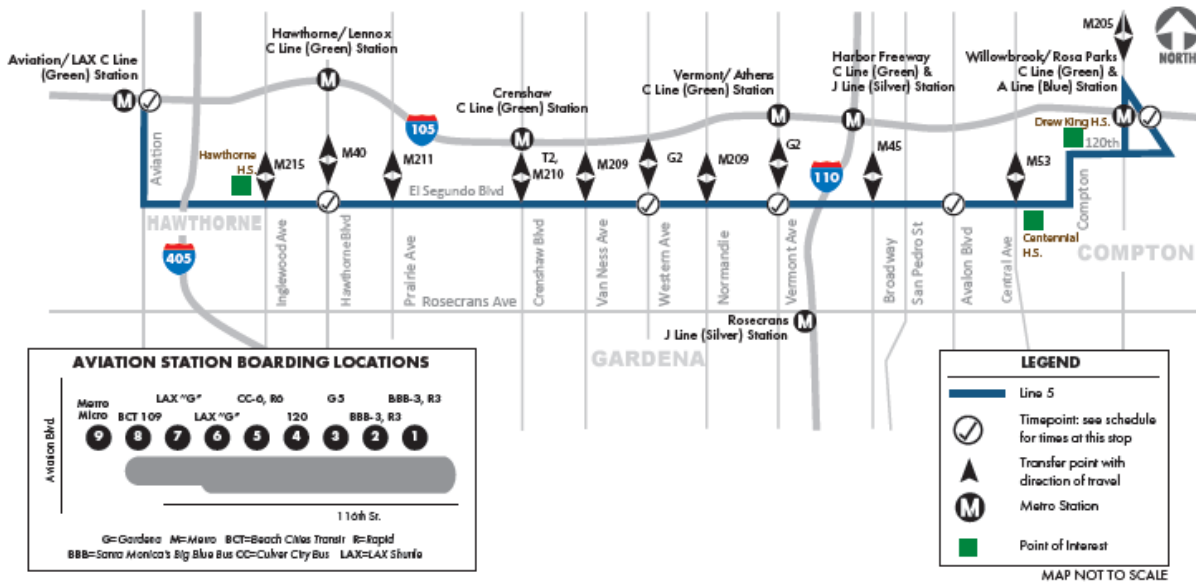 M205
NORTH
Hawthorne/Lennox
C Line (Green) Station
Aviation/LAX C Line
(Green) Station
M
Crenshaw
C Line (Green) Station
Vermont/Athens
C Line (Green) Station
Harbor Freeway
C Line (Green) &
J Line (Silver) Station
Willowbrook/Rosa Parks
C Line (Green) &
A Line (Blue) Station
M
M
M
M
M
M
105
Drew King H.S.
120th
Aviation
Hawthorne
H.S.
M215
M40
M211
T2,
M210
M209
G2
M209
G2
110
M45
M53
El Segundo Blvd
Compton
HAWTHORNE
405
Centennial
H.S.
COMPTON
Inglewood Ave
Hawthorne Blvd
Prairie Ave
Crenshaw Blvd
Van Ness Ave
Western Ave
Normandie
Vermont Ave
Broadway
San Pedro St
Avalon Blvd
Central Ave
Rosecrans Ave
Rosecrans
J Line (Silver) Station
M
GARDENA
AVIATION STATION BOARDING LOCATIONS
Aviation Blvd.
Metro
Micro
BCT 109
LAX "G"
LAX "G"
CC-6, R6
120
G5
BBB-3, R3
BBB-3, R3
9 8 7 6 5 4 3 2 1
116th St.
G=Gardena M=Metro BCT=Beach Cities Transit R=Rapid
BBB=Santa Monica's Big Blue Bus CC=Culver City Bus LAX=LAX Shuttle
LEGEND
Line 5
Timepoint: see schedule
for times at this stop
Transfer point with
direction of travel
M
Metro Station
Point of Interest
MAP NOT TO SCALE